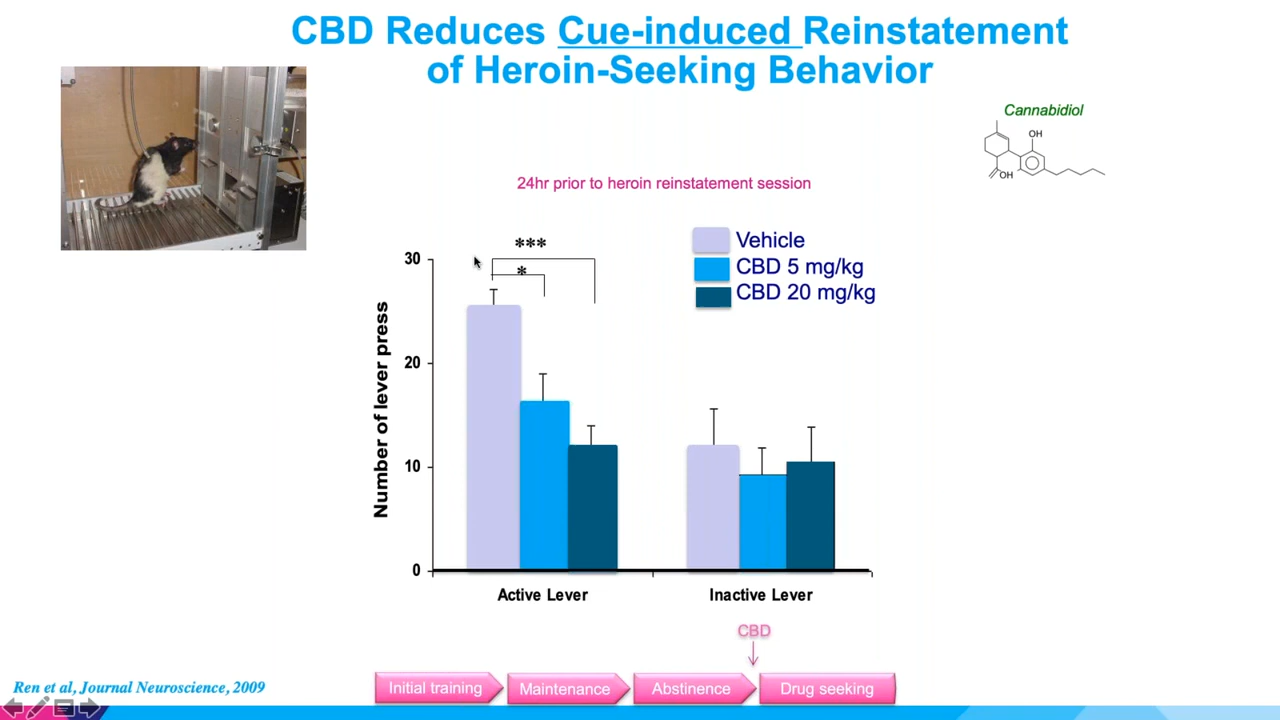 CBD Reduces Cue-induced Reinstatement
of Heroin-Seeking Behavior
Cannabidiol
OH
OH
24hr prior to heroin reinstatement session
Vehicle
CBD 5 mg/kg
CBD 20 mg/kg
***
*
30
20
10
0
Number of lever press
Active Lever
Inactive Lever
CBD
Initial training
Maintenance
Abstinence
Drug seeking
Ren et al, Journal Neuroscience, 2009